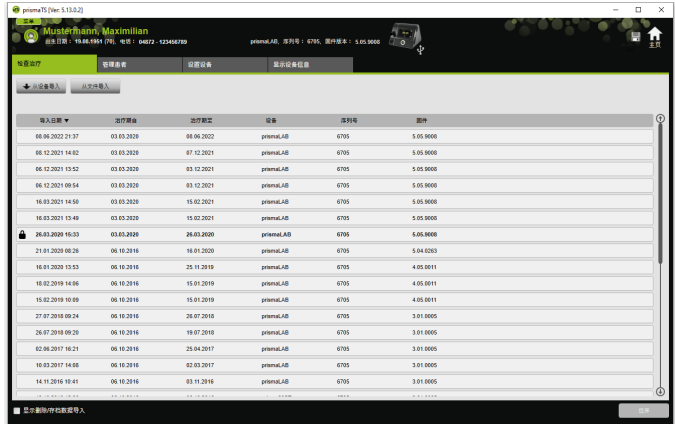 prismaTS [Ver: 5.13.0.2]
菜单
Mustermann, Maximilian
出生日期： 19.08.1951 (70)， 电话： 04872 - 123456789
prismaLAB， 序列号： 6705， 固件版本： 5.05.9008
主页
检查治疗 管理患者 设置设备 显示设备信息
从设备导入 从文件导入
导入日期 ▼ 治疗期自 治疗期至 设备 序列号 固件
08.06.2022 21:37 03.03.2020 08.06.2022 prismaLAB 6705 5.05.9008
08.12.2021 14:02 03.03.2020 07.12.2021 prismaLAB 6705 5.05.9008
06.12.2021 13:52 03.03.2020 03.12.2021 prismaLAB 6705 5.05.9008
06.12.2021 09:54 03.03.2020 03.12.2021 prismaLAB 6705 5.05.9008
16.03.2021 14:50 03.03.2020 15.02.2021 prismaLAB 6705 5.05.9008
16.03.2021 13:49 03.03.2020 15.02.2021 prismaLAB 6705 5.05.9008
26.03.2020 15:33 03.03.2020 26.03.2020 prismaLAB 6705 5.05.9008
21.01.2020 08:26 06.10.2016 16.01.2020 prismaLAB 6705 5.04.0263
16.01.2020 13:53 06.10.2016 25.11.2019 prismaLAB 6705 4.05.0011
18.02.2019 14:06 06.10.2016 15.01.2019 prismaLAB 6705 4.05.0011
15.02.2019 10:09 06.10.2016 15.01.2019 prismaLAB 6705 4.05.0011
27.07.2018 09:24 06.10.2016 26.07.2018 prismaLAB 6705 3.01.0005
26.07.2018 09:20 06.10.2016 19.07.2018 prismaLAB 6705 3.01.0005
02.06.2017 16:21 06.10.2016 25.04.2017 prismaLAB 6705 3.01.0005
10.03.2017 14:08 06.10.2016 02.03.2017 prismaLAB 6705 3.01.0005
14.11.2016 10:41 06.10.2016 03.11.2016 prismaLAB 6705 3.01.0005
显示删除/存档数据导入